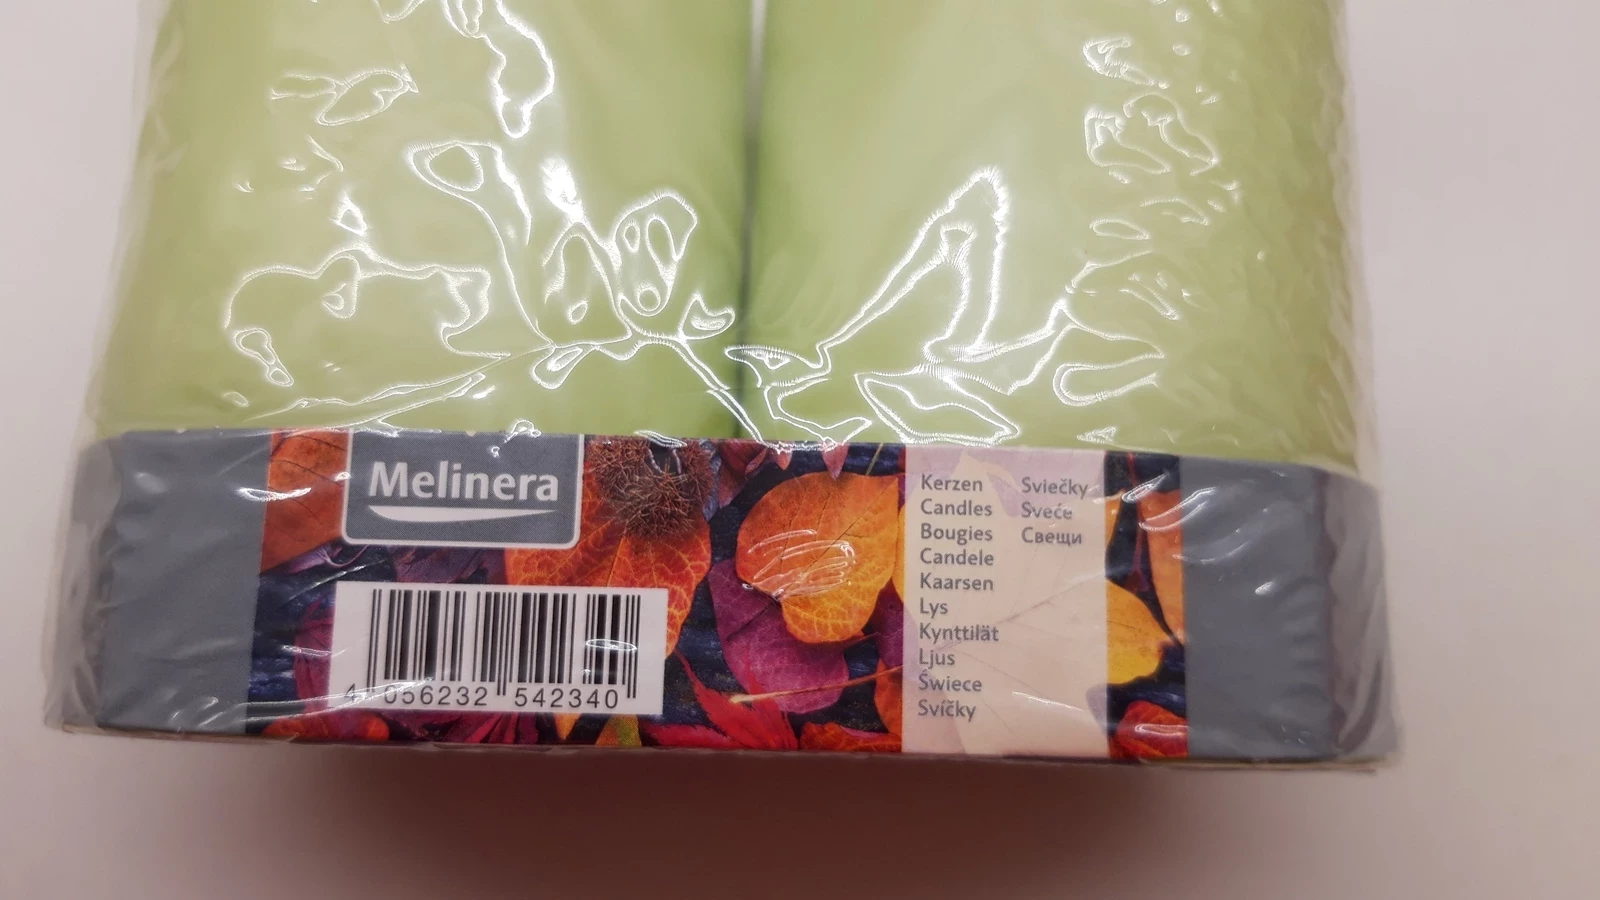 Melinera
4 056232 542340
Kerzen
Candles
Bougies
Candele
Kaarsen
Lys
Kynttilät
Ljus
Świece
Svíčky
Sviečky
Sveće
Свещи